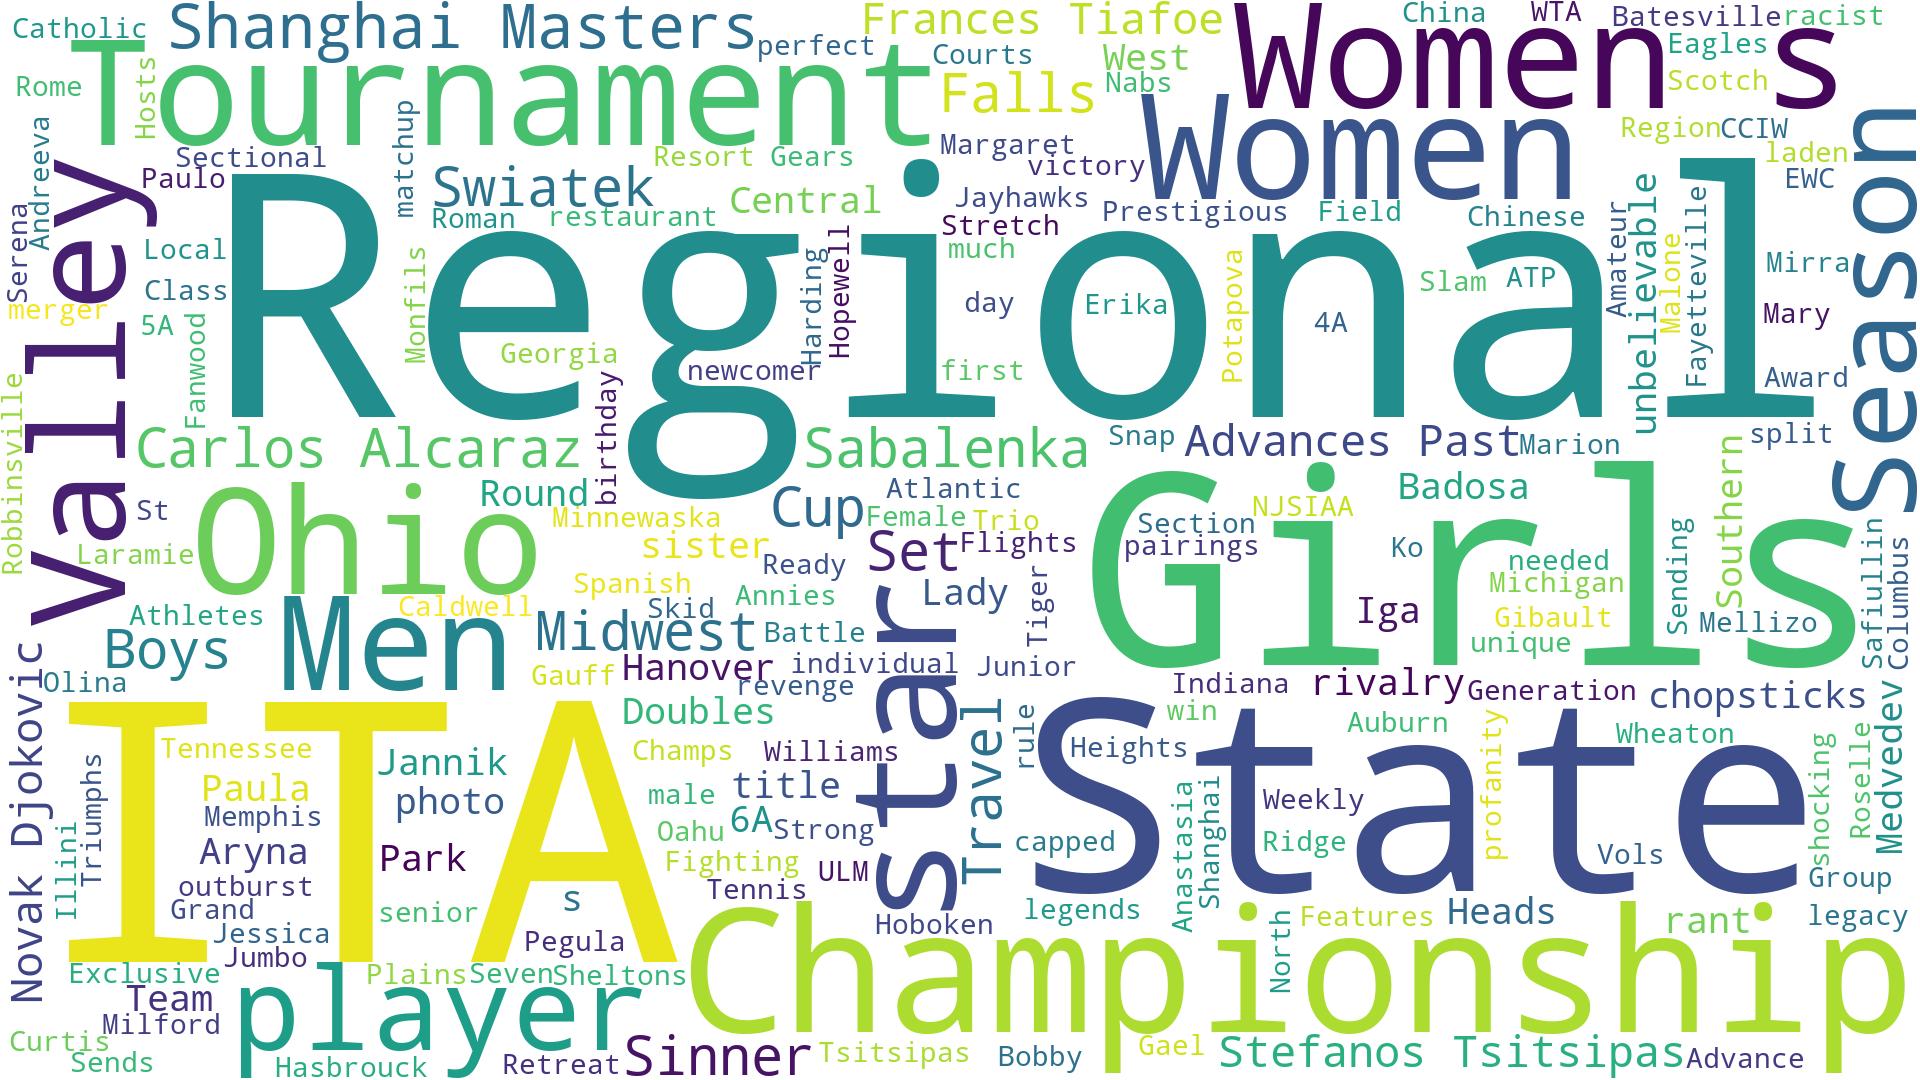 Catholic
Shanghai Masters
perfect
Frances Tiafoe
China
WTA
Batesville
racist
Tournament
Courts
West
Women s
Eagles
Rome
Hosts
Falls
Nabs
Scotch
Andreeva
matchup
Margaret
Women
Region
CCIW
Season
Sectional
Resort
Gears
victory
laden
Valley
Paulo
Swiatek
Central
Jayhawks
EWC
Serena
Roman
restaurant
Stretch
Prestigious
Field
Chinese
Regional
Local
Monfils
Harding
Hopewell
much
Potapova
Slam
ATP
Amateur
unbelievable
Malone
Fayetteville
Mirra
Class
merger
5A
day
Erika
4A
Mary
Fanwood
Georgia
newcomer
first
Award
Robbinsville
birthday
Carlos Alcaraz
Sabalenka
Snap
Advances Past
Marion
split
Ohio
Round
Cup
Atlantic
Girls
Badosa
Southern
St
Minnewaska
Female
Trio
Section
NJSIAA
Laramie
sister
Set
Flights
pairings
Ko
needed
Sending
Safiullin
Columbus
Spanish
Ready
Michigan
Athletes
Caldwell
Skid
Annies
Lady
Tiger
Iga
Gibault
Mellizo
Boys
Men
Midwest
Battle
star
unique
Novak Djokovic
Olina
Gauff
Hanover
individual
Junior
revenge
Indiana
rivalry
Generation
chopsticks
ITA
Doubles
Travel
rule
State
win
Auburn
profanity
Wheaton
shocking
Roselle
Medvedev
Tennessee
Jannik
Champs
Williams
Heights
Illini
Triumphs
Paula
photo
male
title
Anastasia
Shanghai
Weekly
Memphis
Oahu
6A
Strong
capped
Ridge
Aryna
Park
Fighting
ULM
Vols
outburst
s
Tennis
Group
Grand
senior
Hoboken
legends
North
Features
Heads
rant
legacy
Jessica
Pegula
Championship
Jumbo
Exclusive
Plains
Seven
Sheltons
Team
player
Milford
Curtis
Sends
Hasbrouck
Retreat
Sinner
Tsitsipas
Bobby
Gael
Stefanos Tsitsipas
Advance